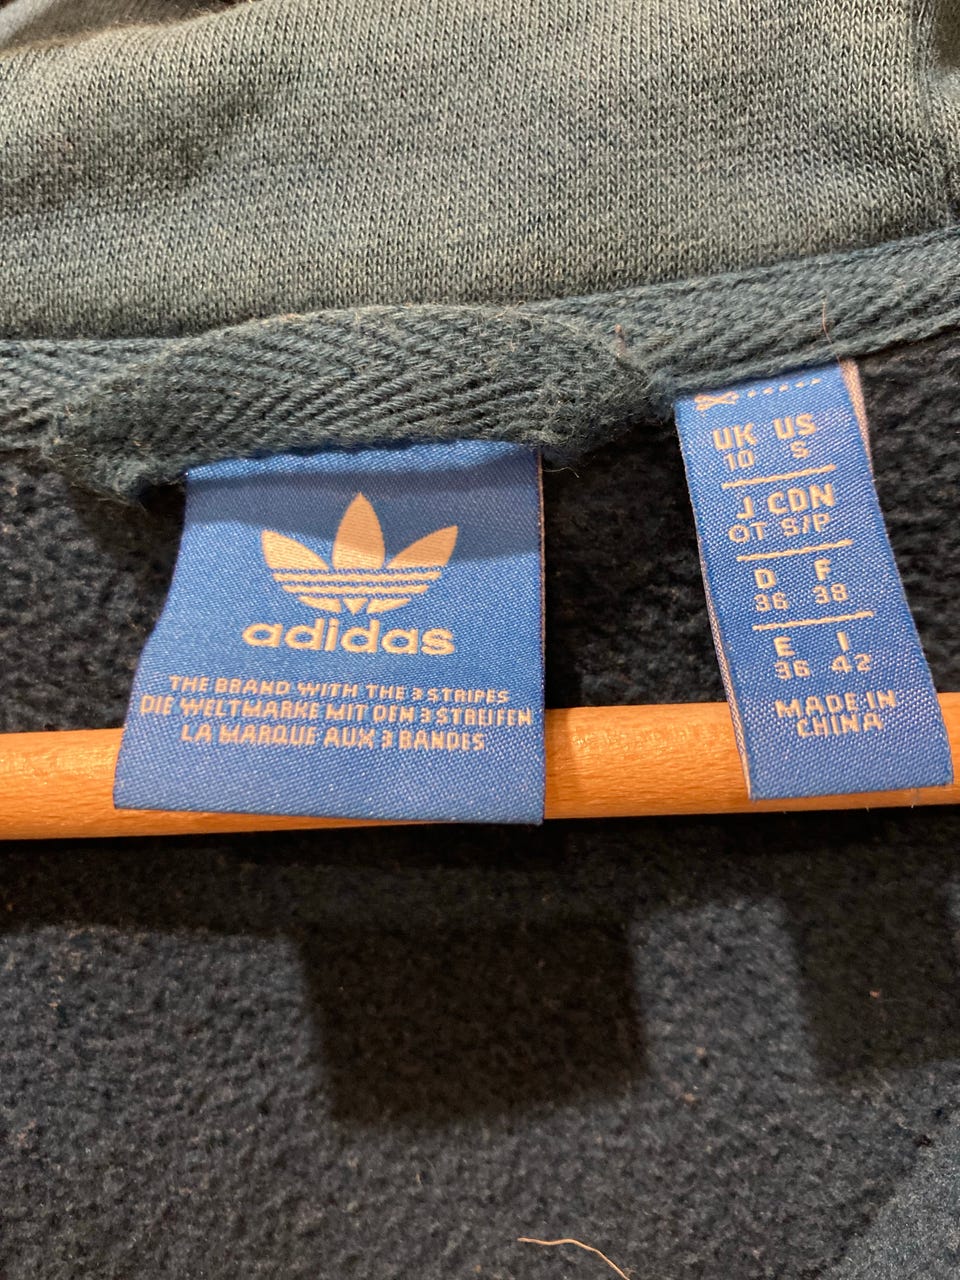 adidas
THE BRAND WITH THE 3 STRIPES
DIE WELTMARKE MIT DEN 3 STREIFEN
LA MARQUE AUX 3 BANDES
UK US
10 S
J CDN
OT S/P
D F
36 38
E I
36 42
MADE IN
CHINA